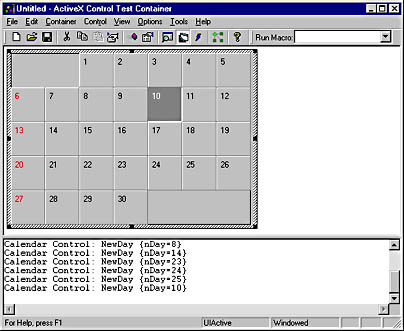 Untitled - ActiveX Control Test Container
File Edit Container Control View Options Tools Help
Run Macro:
1 2 3 4 5
6 7 8 9 10 11 12
13 14 15 16 17 18 19
20 21 22 23 24 25 26
27 28 29 30
Calendar Control: NewDay {nDay=8}
Calendar Control: NewDay {nDay=14}
Calendar Control: NewDay {nDay=23}
Calendar Control: NewDay {nDay=24}
Calendar Control: NewDay {nDay=25}
Calendar Control: NewDay {nDay=10}
For Help, press F1 UIActive Windowed